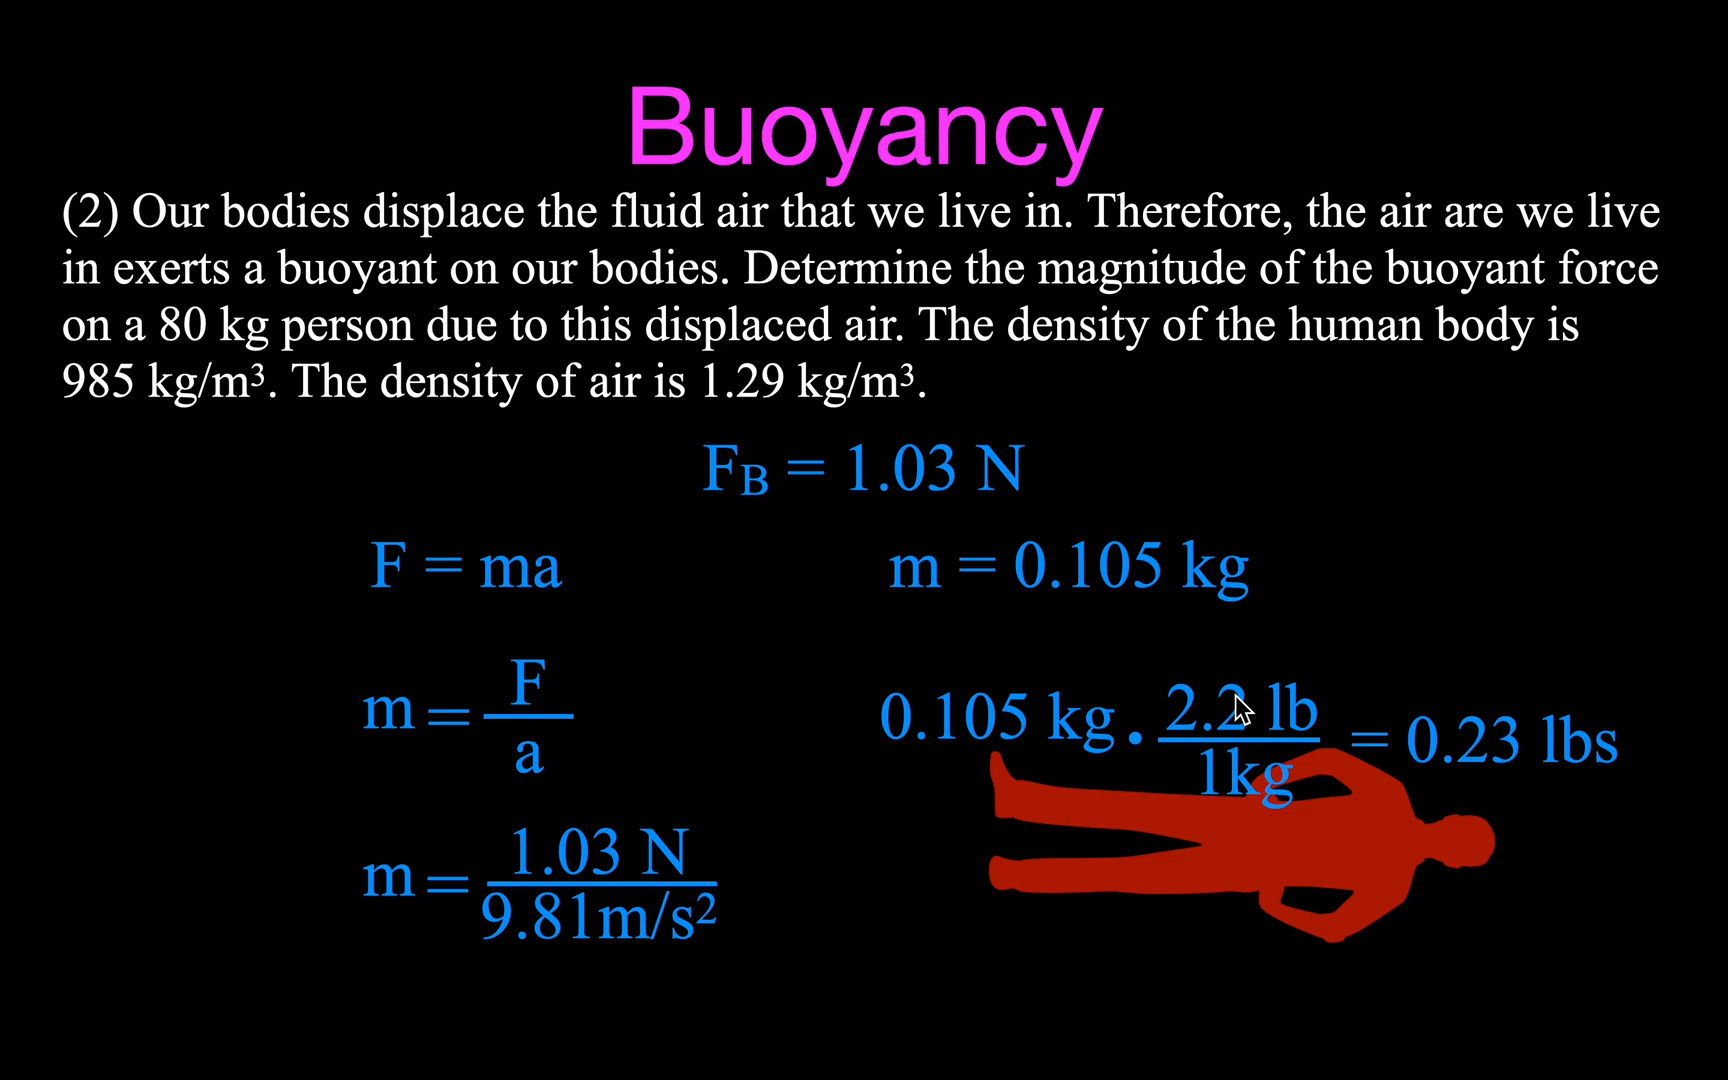 Buoyancy
(2) Our bodies displace the fluid air that we live in. Therefore, the air are we live
in exerts a buoyant on our bodies. Determine the magnitude of the buoyant force
on a 80 kg person due to this displaced air. The density of the human body is
985 kg/m³. The density of air is 1.29 kg/m³.
F_B = 1.03 N
F = ma
m = 0.105 kg
m = F / a
0.105 kg · 2.2 lb / 1kg = 0.23 lbs
m = 1.03 N / 9.81m/s²